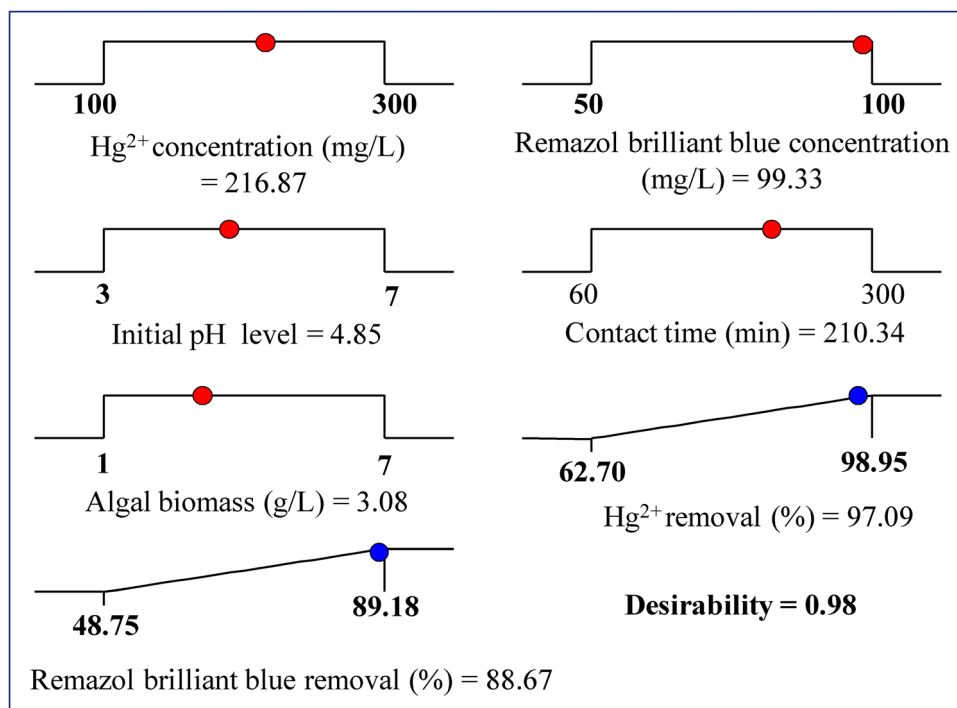 100 300
Hg²⁺ concentration (mg/L)
= 216.87
50 100
Remazol brilliant blue concentration
(mg/L) = 99.33
3 7
Initial pH level = 4.85
60 300
Contact time (min) = 210.34
1 7
Algal biomass (g/L) = 3.08
62.70 98.95
Hg²⁺ removal (%) = 97.09
48.75 89.18
Remazol brilliant blue removal (%) = 88.67
Desirability = 0.98